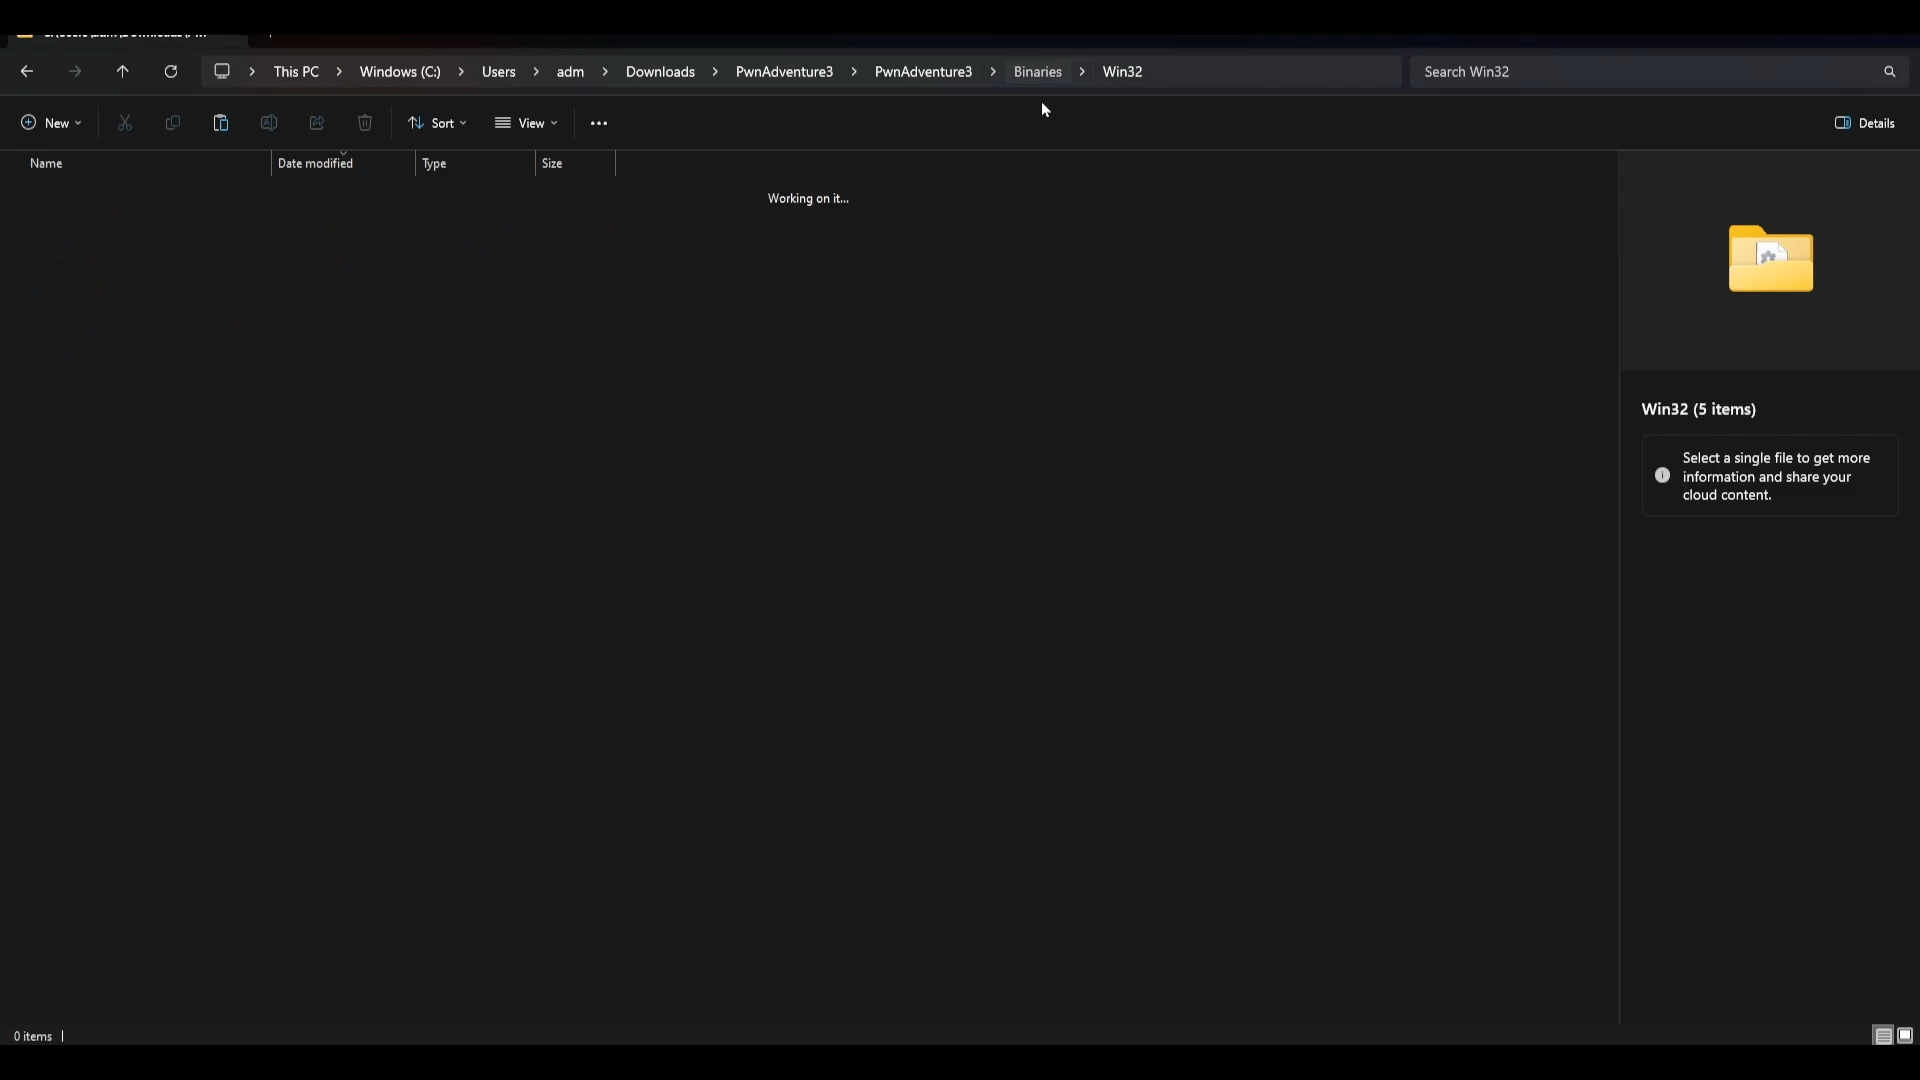 This PC > Windows (C:) > Users > adm > Downloads > PwnAdventure3 > PwnAdventure3 > Binaries > Win32
Search Win32
New
Sort
View
Details
Name
Date modified
Type
Size
Working on it...
Win32 (5 items)
Select a single file to get more
information and share your
cloud content.
0 items